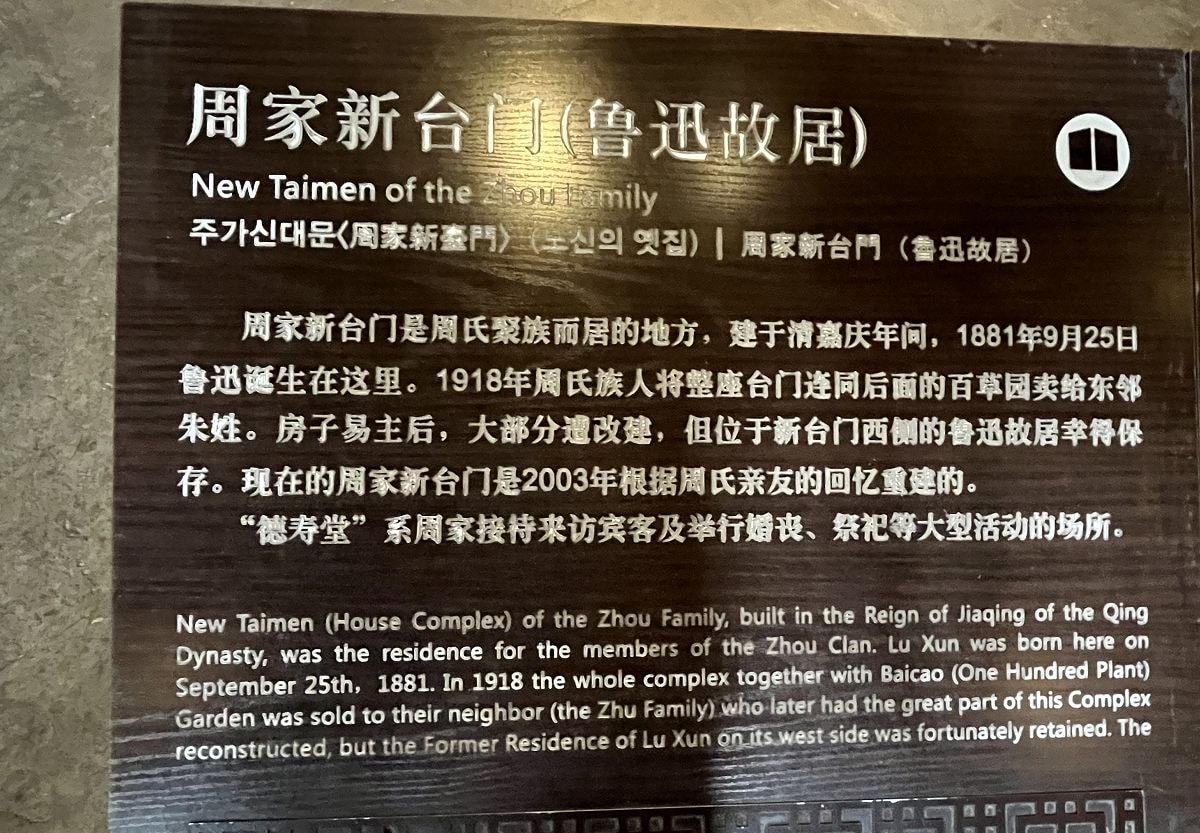 周家新台门(鲁迅故居)
New Taimen of the Zhou Family
주가신대문〈周家新臺門〉 (노신의 옛집) | 周家新台門（魯迅故居）
周家新台门是周氏聚族而居的地方，建于清嘉庆年间，1881年9月25日
鲁迅诞生在这里。1918年周氏族人将整座台门连同后面的百草园卖给东邻
朱姓。房子易主后，大部分遭改建，但位于新台门西侧的鲁迅故居幸得保
存。现在的周家新台门是2003年根据周氏亲友的回忆重建的。
“德寿堂”系周家接待来访宾客及举行婚丧、祭祀等大型活动的场所。
New Taimen (House Complex) of the Zhou Family, built in the Reign of Jiaqing of the Qing
Dynasty, was the residence for the members of the Zhou Clan. Lu Xun was born here on
September 25th, 1881. In 1918 the whole complex together with Baicao (One Hundred Plant)
Garden was sold to their neighbor (the Zhu Family) who later had the great part of this Complex
reconstructed, but the Former Residence of Lu Xun on its west side was fortunately retained. The